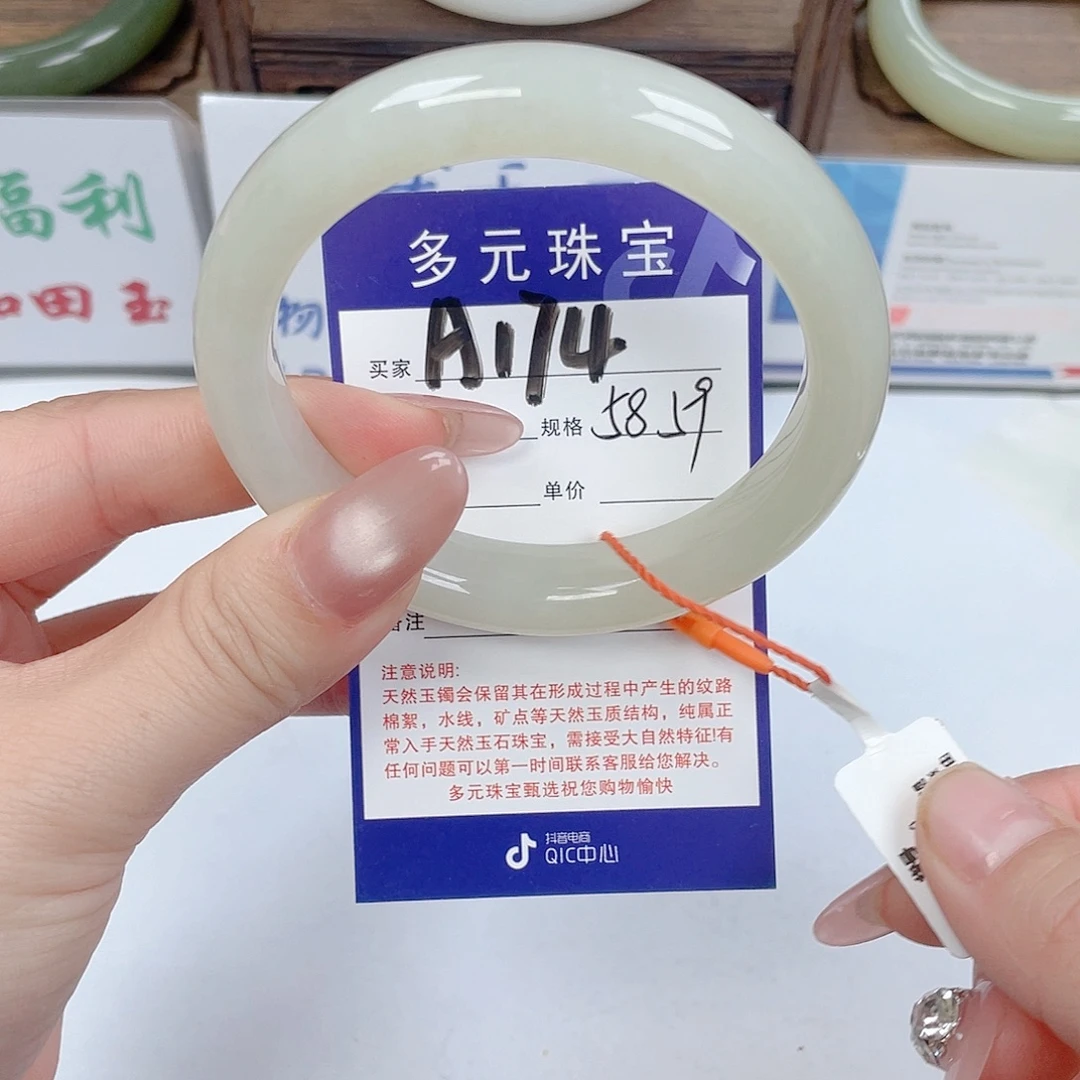 福利
和田玉
物
多元珠宝
买家 A174
规格 58.59
单价
备注
注意说明:
天然玉镯会保留其在形成过程中产生的纹路
棉絮，水线，矿点等天然玉质结构，纯属正
常入手天然玉石珠宝，需接受大自然特征!有
任何问题可以第一时间联系客服给您解决。
多元珠宝甄选祝您购物愉快
抖音电商
QIC中心